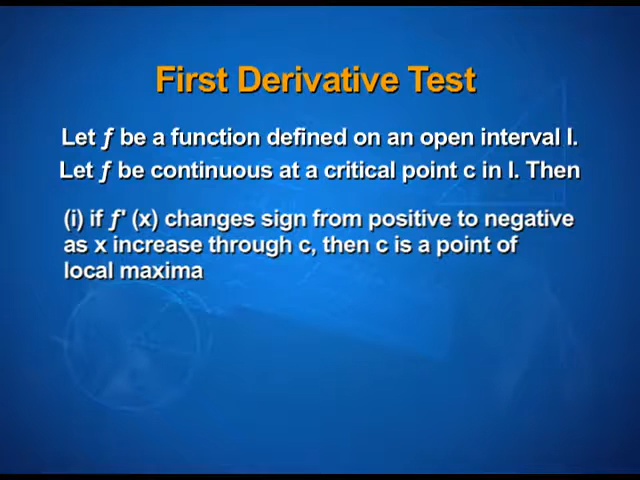 First Derivative Test
Let ƒ be a function defined on an open interval I.
Let ƒ be continuous at a critical point c in I. Then
(i) if ƒ' (x) changes sign from positive to negative
as x increase through c, then c is a point of
local maxima